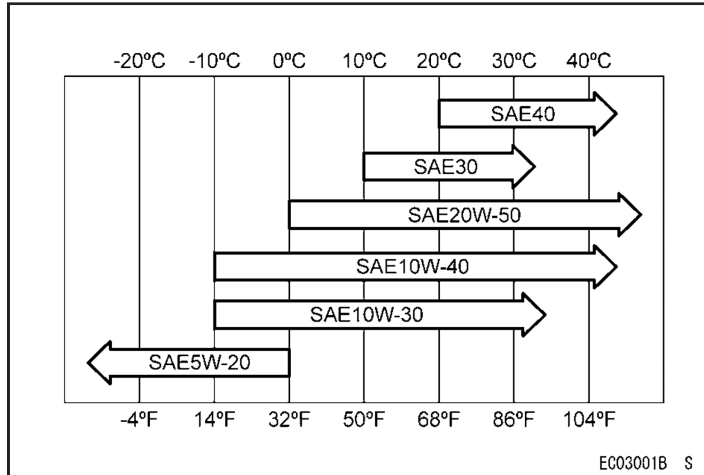 -20ºC -10ºC 0ºC 10ºC 20ºC 30ºC 40ºC
SAE40
SAE30
SAE20W-50
SAE10W-40
SAE10W-30
SAE5W-20
-4ºF 14ºF 32ºF 50ºF 68ºF 86ºF 104ºF
EC03001B S